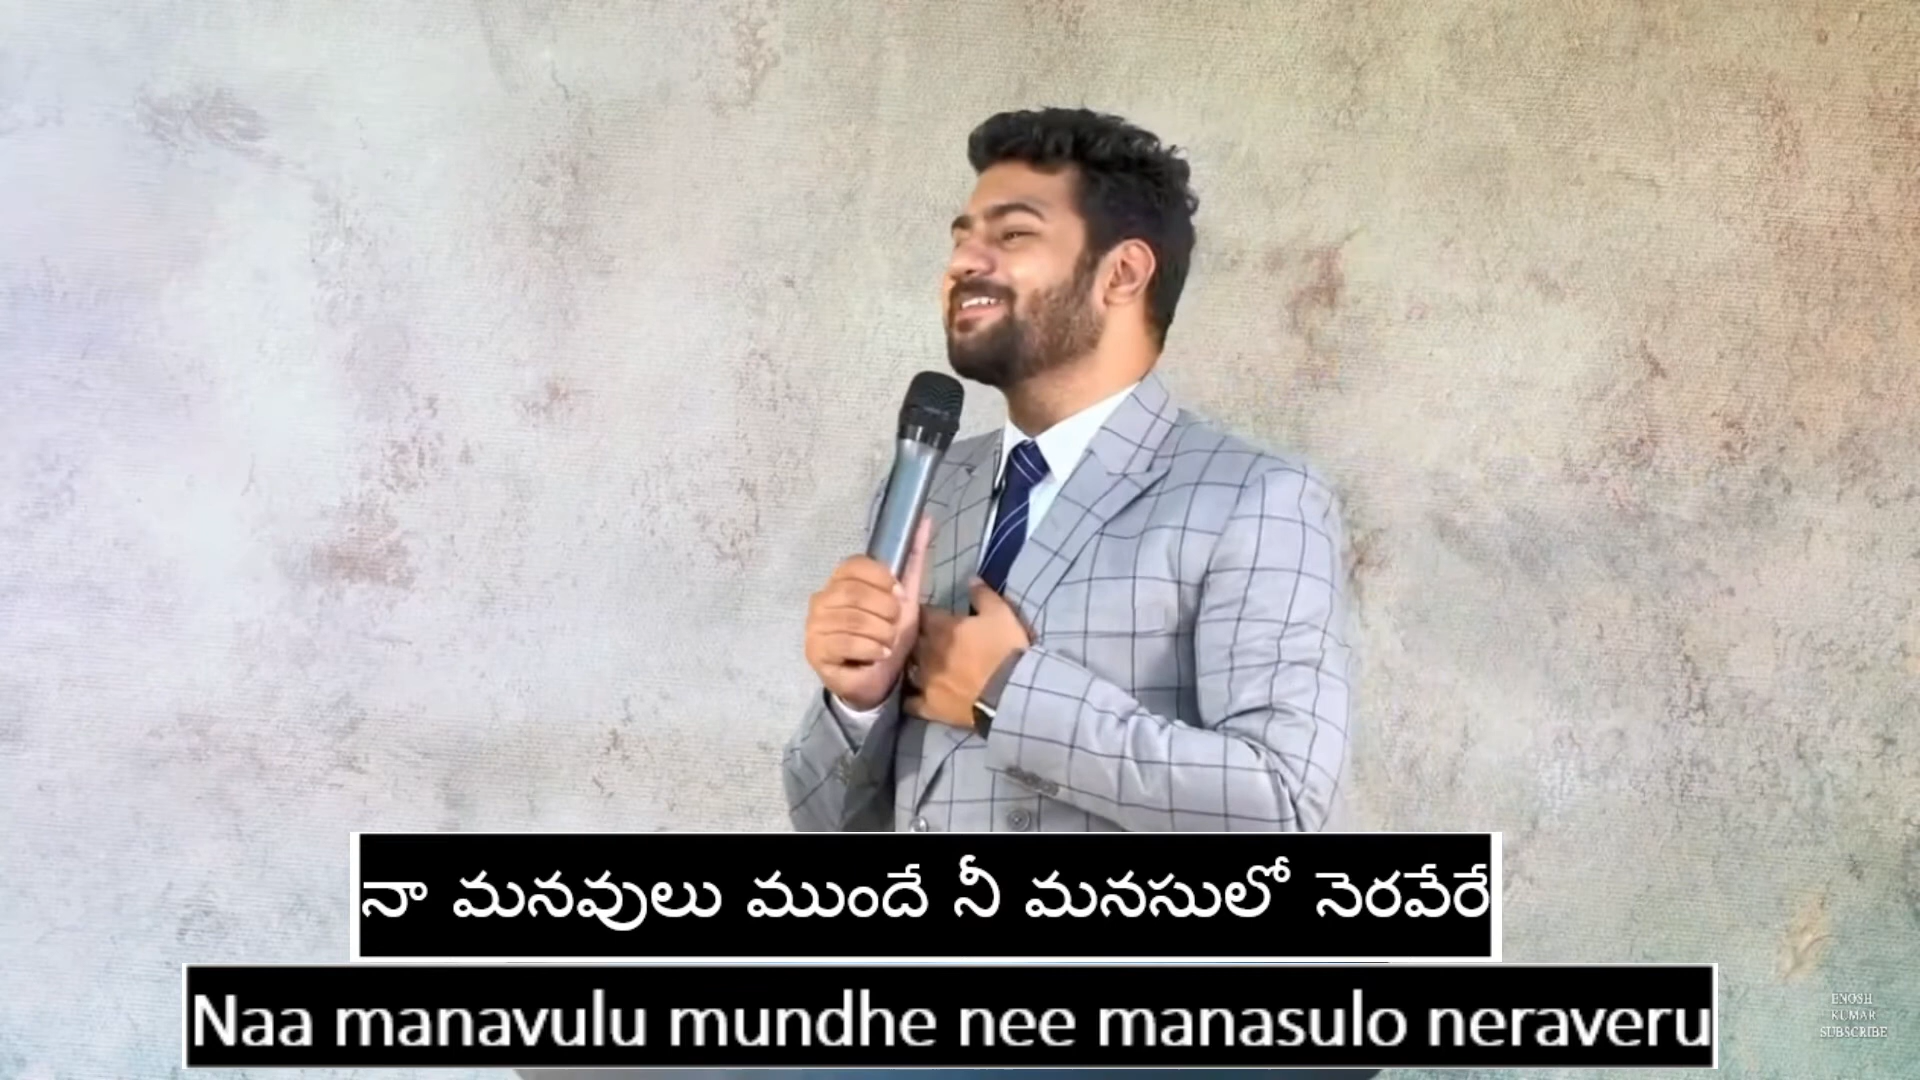 నా మనవులు ముందే నీ మనసులో నెరవేరే
Naa manavulu mundhe nee manasulo neraveru
ENOSH
KUMAR
SUBSCRIBE